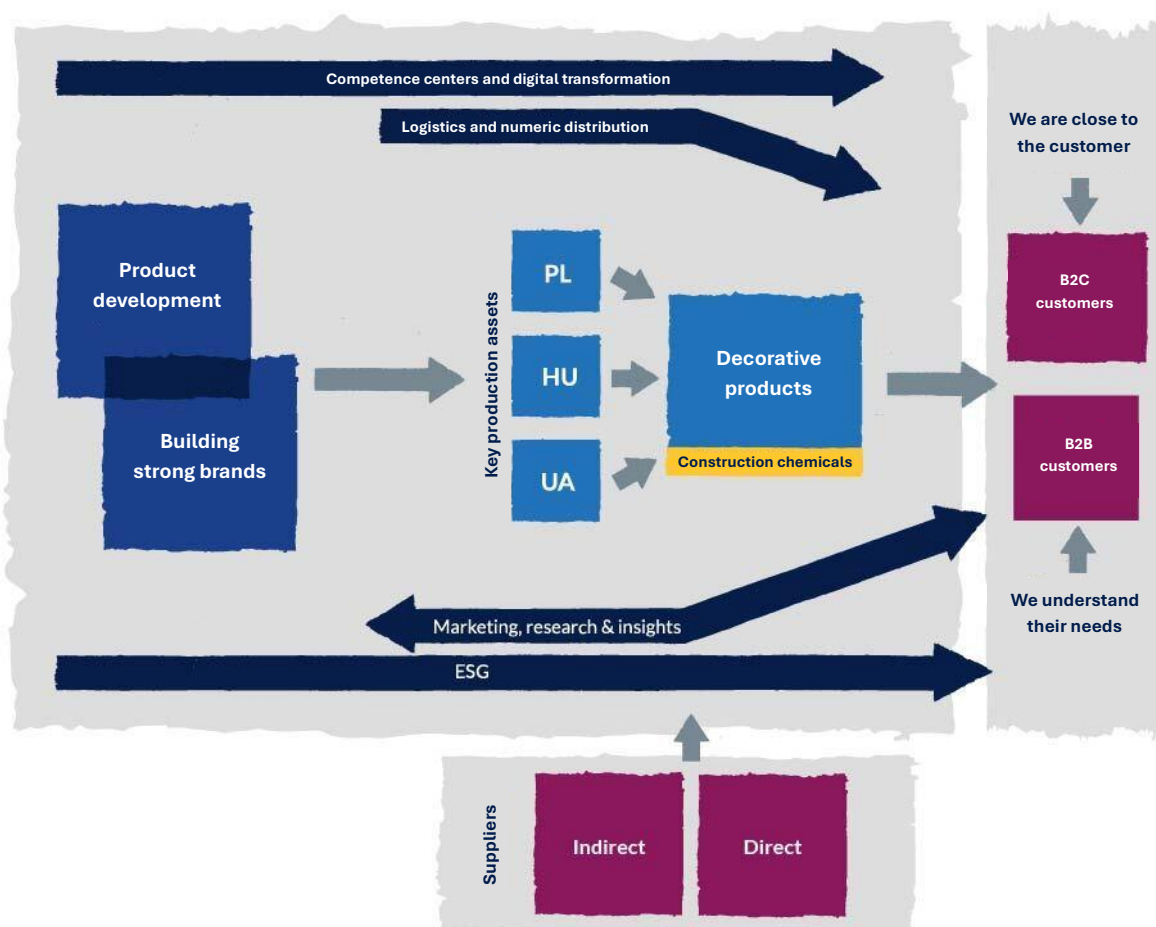 Competence centers and digital transformation
Logistics and numeric distribution
We are close to
the customer
Product
development
Building
strong brands
Key production assets
PL
HU
UA
Decorative
products
Construction chemicals
B2C
customers
B2B
customers
We understand
their needs
Marketing, research & insights
ESG
Suppliers
Indirect
Direct